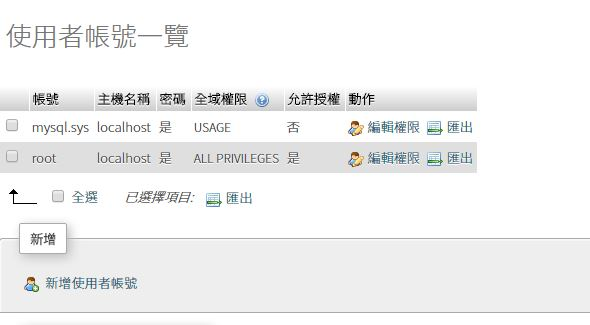 使用者帳號一覽
帳號 主機名稱 密碼 全域權限 允許授權 動作
mysql.sys localhost 是 USAGE 否 編輯權限 匯出
root localhost 是 ALL PRIVILEGES 是 編輯權限 匯出
全選 已選擇項目: 匯出
新增
新增使用者帳號